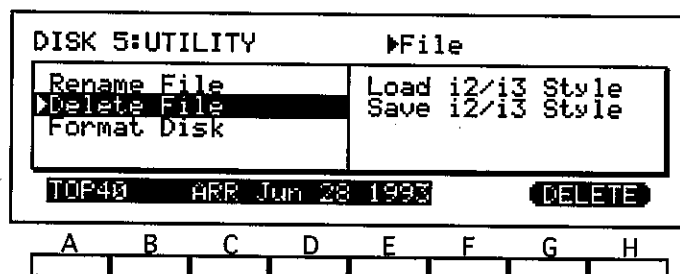 DISK 5:UTILITY ▶File
Rename File
▶Delete File
Format Disk
Load i2/i3 Style
Save i2/i3 Style
TOP40 ARR Jun 28 1993 DELETE
A B C D E F G H